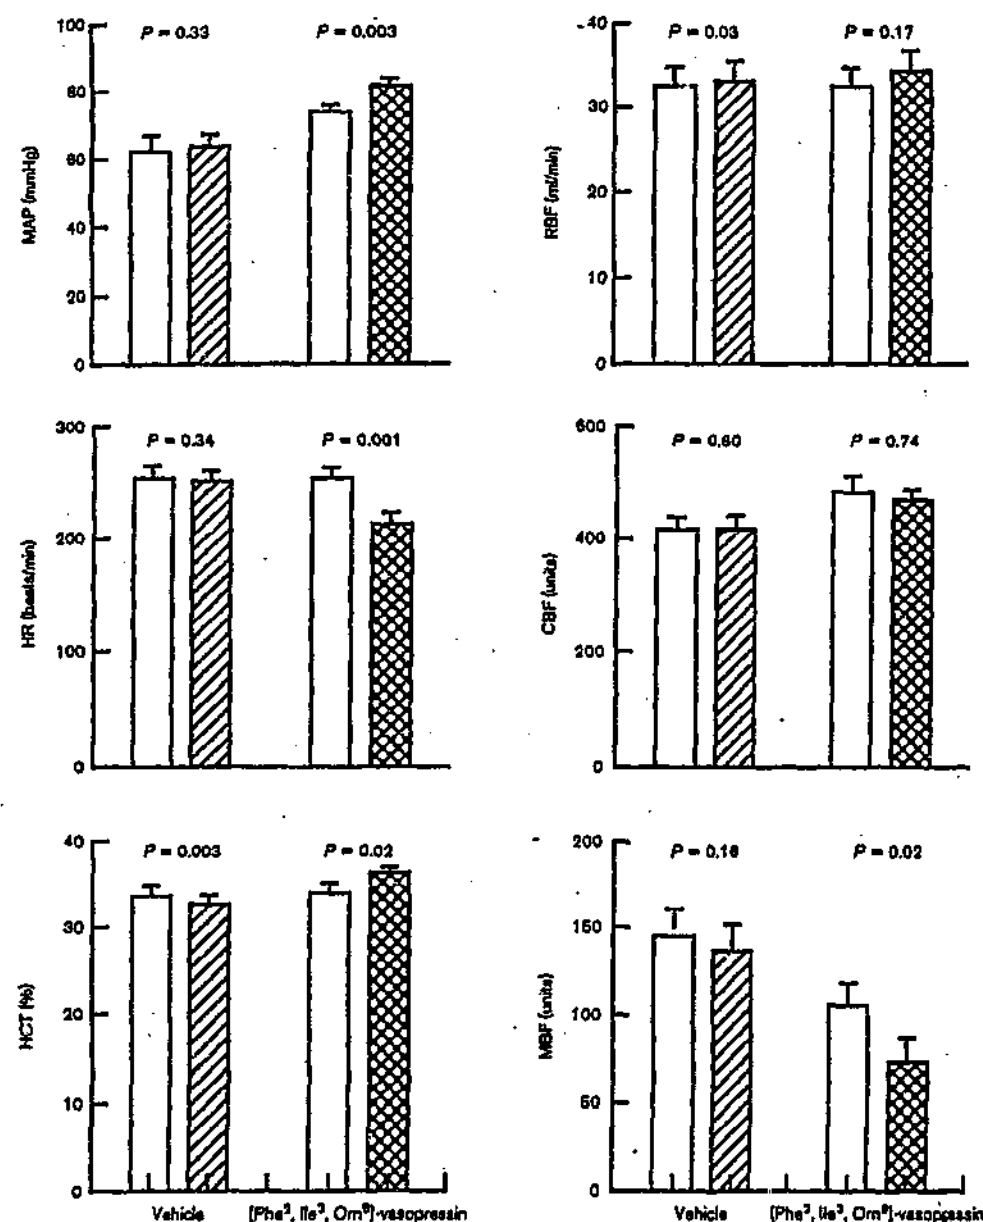 100
80
60
40
20
0
MAP (mmHg)
P = 0.33
P = 0.003
40
30
20
10
0
RBF (ml/min)
P = 0.03
P = 0.17
300
200
100
0
HR (beats/min)
P = 0.34
P = 0.001
600
400
200
0
CBF (units)
P = 0.60
P = 0.74
40
30
20
10
0
HCT (%)
P = 0.003
P = 0.02
Vehicle
[Phe², Ile³, Orn⁸]-vasopressin
200
150
100
50
0
MBF (units)
P = 0.16
P = 0.02
Vehicle
[Phe², Ile³, Orn⁸]-vasopressin